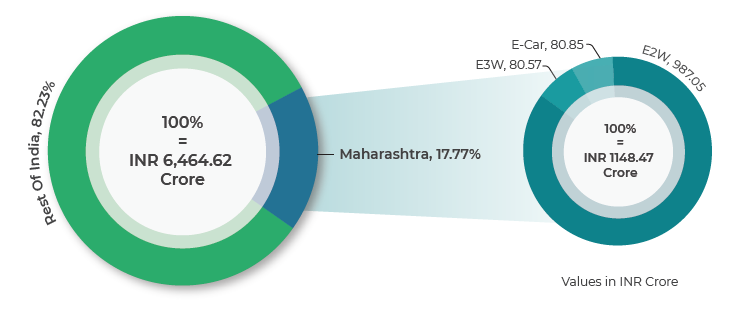 Rest Of India, 82.23%
100%
=
INR 6,464.62
Crore
Maharashtra, 17.77%
E-Car, 80.85
E3W, 80.57
E2W, 987.05
100%
=
INR 1148.47
Crore
Values in INR Crore